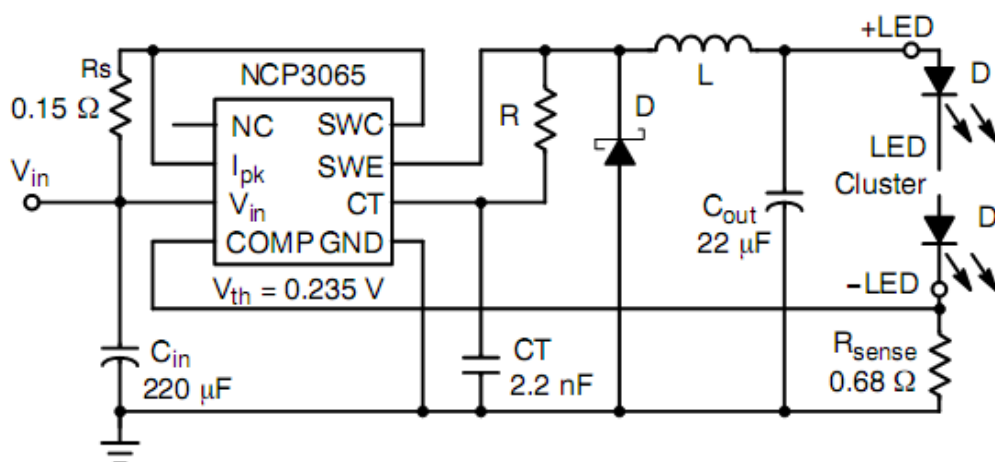 +LED
Rs
0.15 Ω
NCP3065
L
D
NC
SWC
R
D
LED
Cluster
Ipk
SWE
Vin
Vin
CT
Cout
22 µF
D
COMP
GND
Vth = 0.235 V
–LED
Cin
220 µF
CT
2.2 nF
Rsense
0.68 Ω